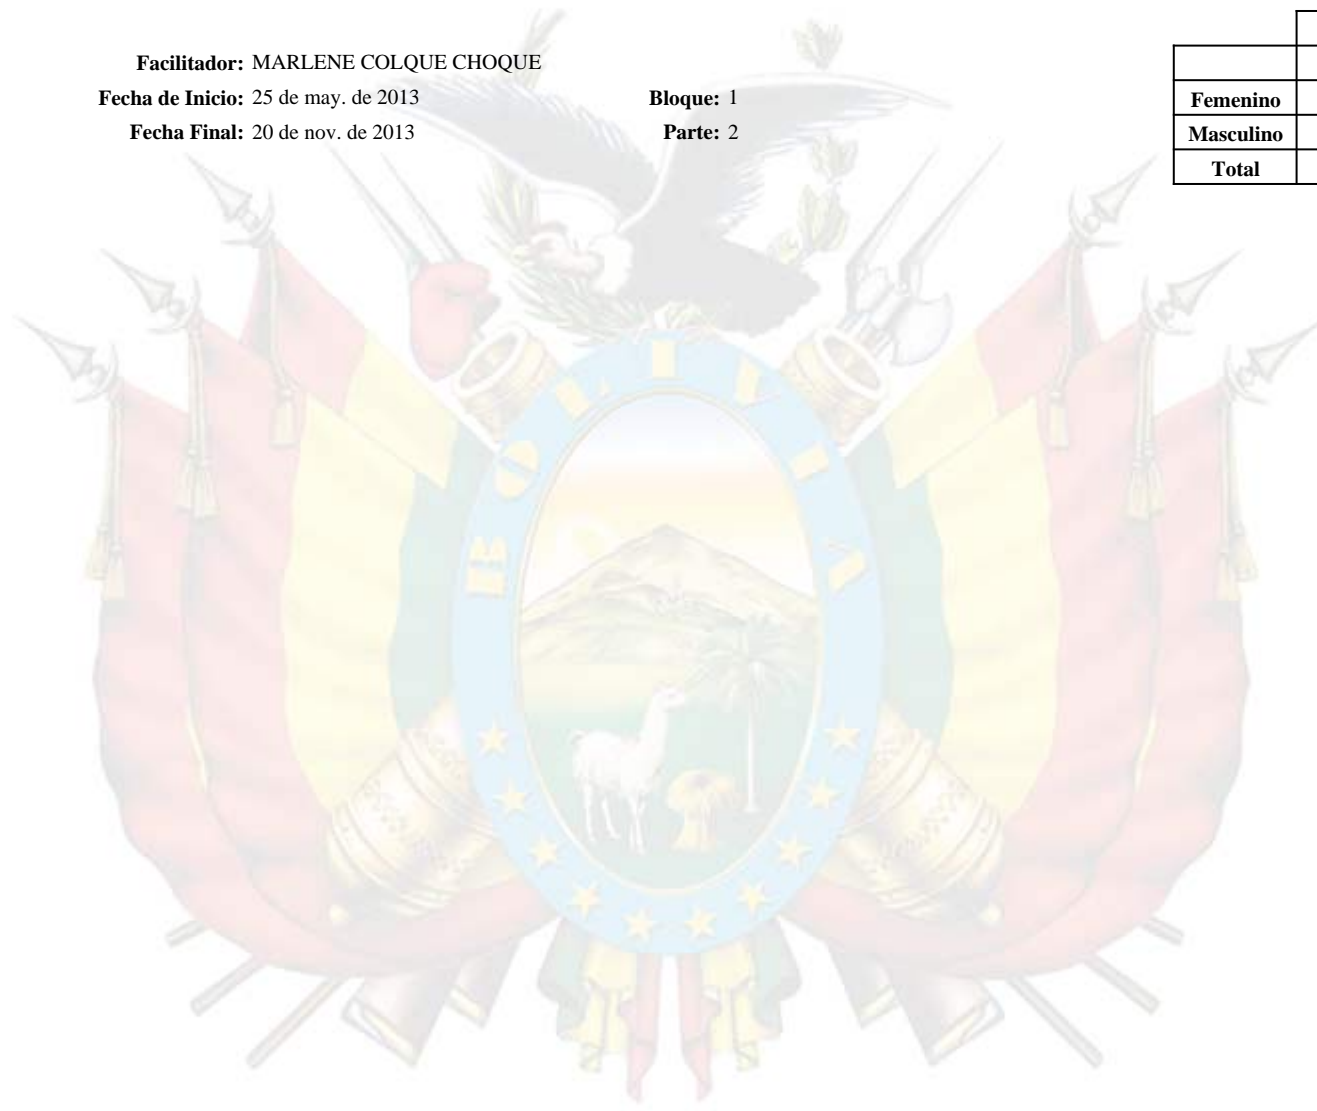 Facilitador: MARLENE COLQUE CHOQUE
Fecha de Inicio: 25 de may. de 2013 Bloque: 1
Fecha Final: 20 de nov. de 2013 Parte: 2
Femenino
Masculino
Total
BOLIVIA